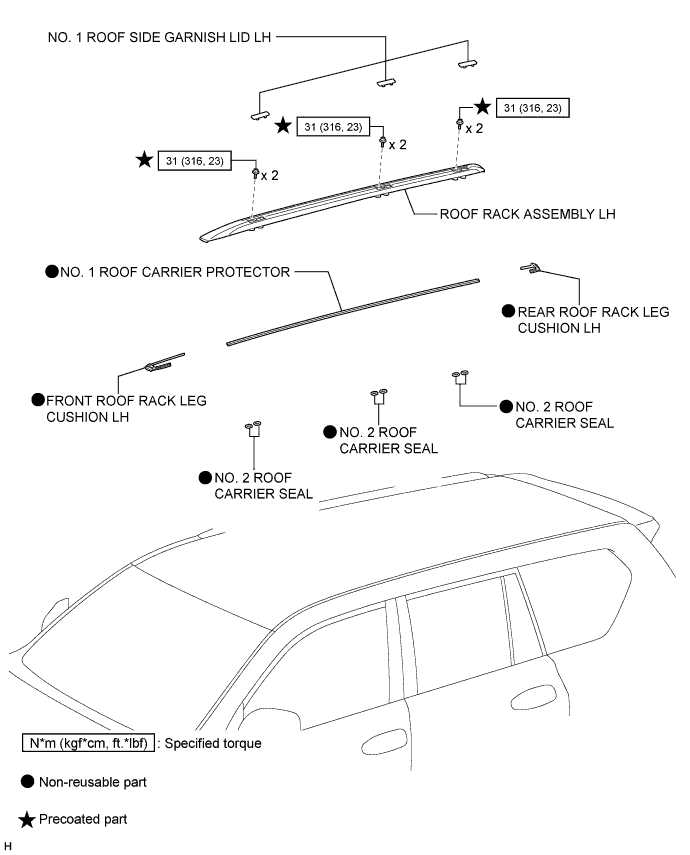 NO. 1 ROOF SIDE GARNISH LID LH
31 (316, 23)
x 2
31 (316, 23)
x 2
31 (316, 23)
x 2
ROOF RACK ASSEMBLY LH
NO. 1 ROOF CARRIER PROTECTOR
REAR ROOF RACK LEG
CUSHION LH
FRONT ROOF RACK LEG
CUSHION LH
NO. 2 ROOF
CARRIER SEAL
NO. 2 ROOF
CARRIER SEAL
NO. 2 ROOF
CARRIER SEAL
N*m (kgf*cm, ft.*lbf) : Specified torque
Non-reusable part
Precoated part
H